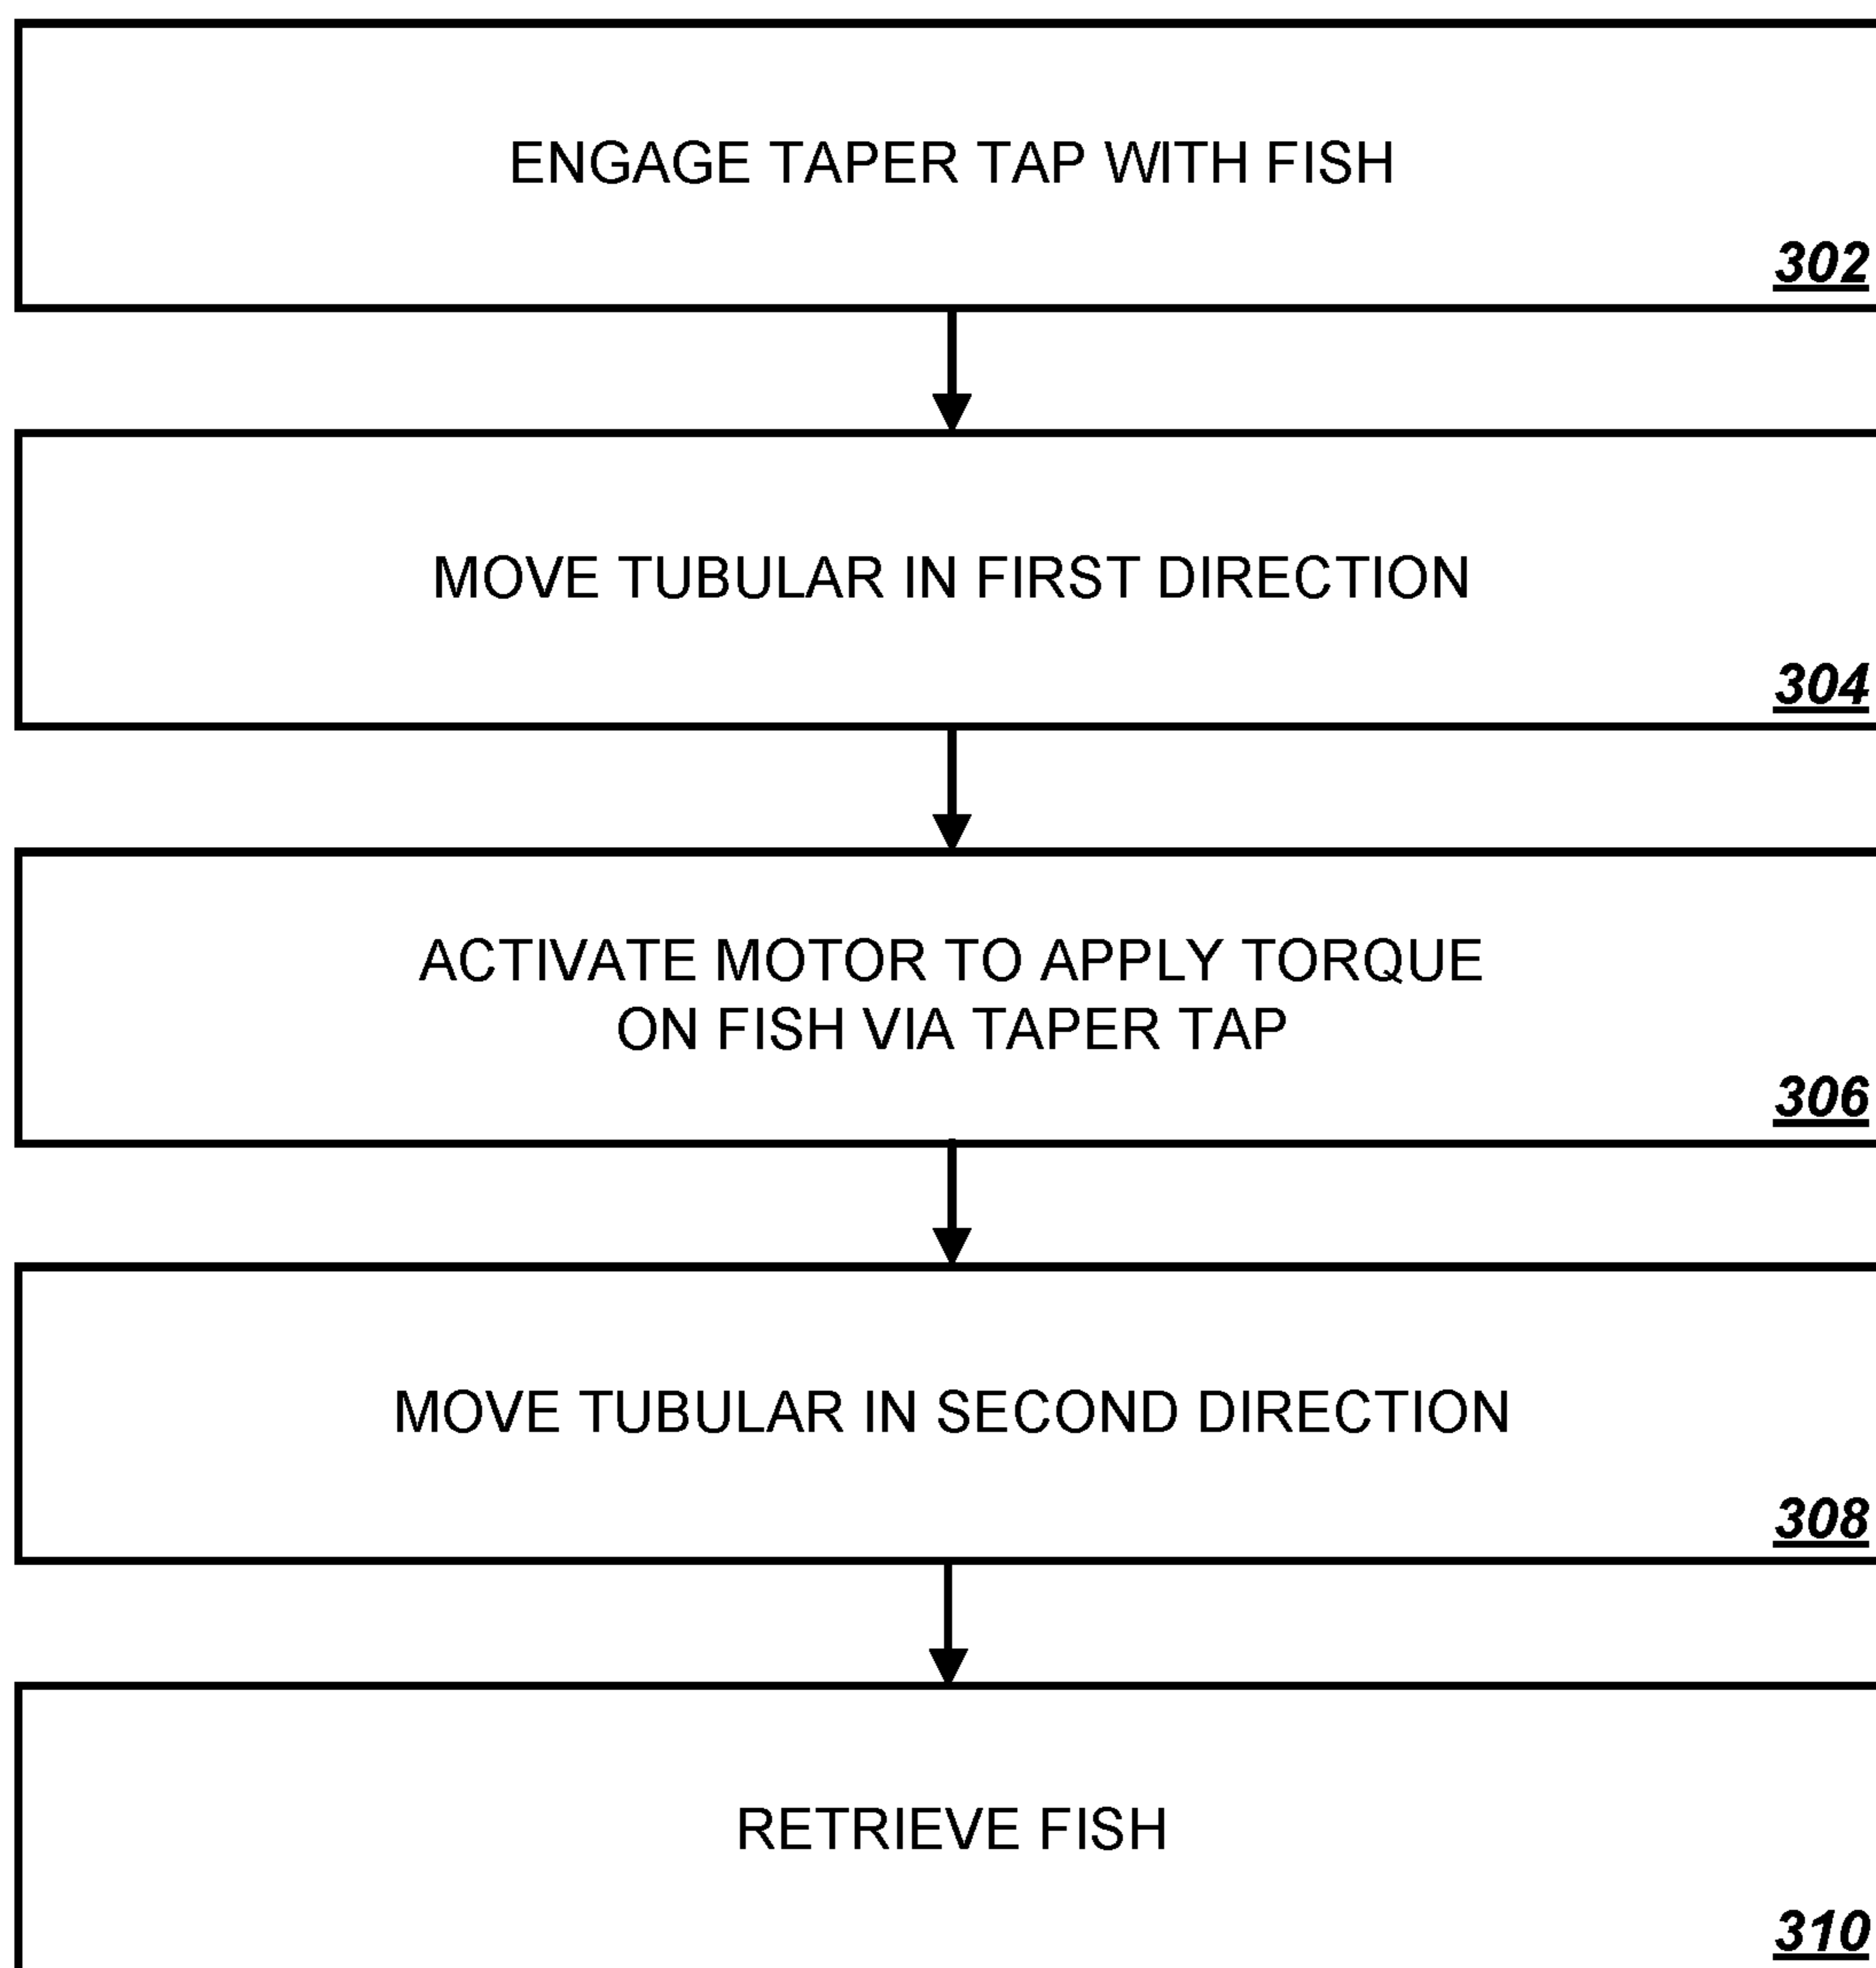 ENGAGE TAPER TAP WITH FISH
302
MOVE TUBULAR IN FIRST DIRECTION
304
ACTIVATE MOTOR TO APPLY TORQUE
ON FISH VIA TAPER TAP
306
MOVE TUBULAR IN SECOND DIRECTION
308
RETRIEVE FISH
310